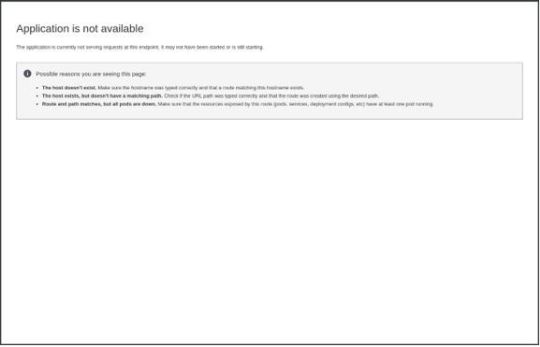 Application is not available
The application is currently not serving requests at this endpoint. It may not have been started or is still starting.
Possible reasons you are seeing this page:
The host doesn't exist. Make sure the hostname was typed correctly and that a route matching this hostname exists.
The host exists, but doesn't have a matching path. Check if the URL path was typed correctly and that the route was created using the desired path.
Route and path matches, but all pods are down. Make sure that the resources exposed by this route (pods, services, deployment configs, etc) have at least one pod running.